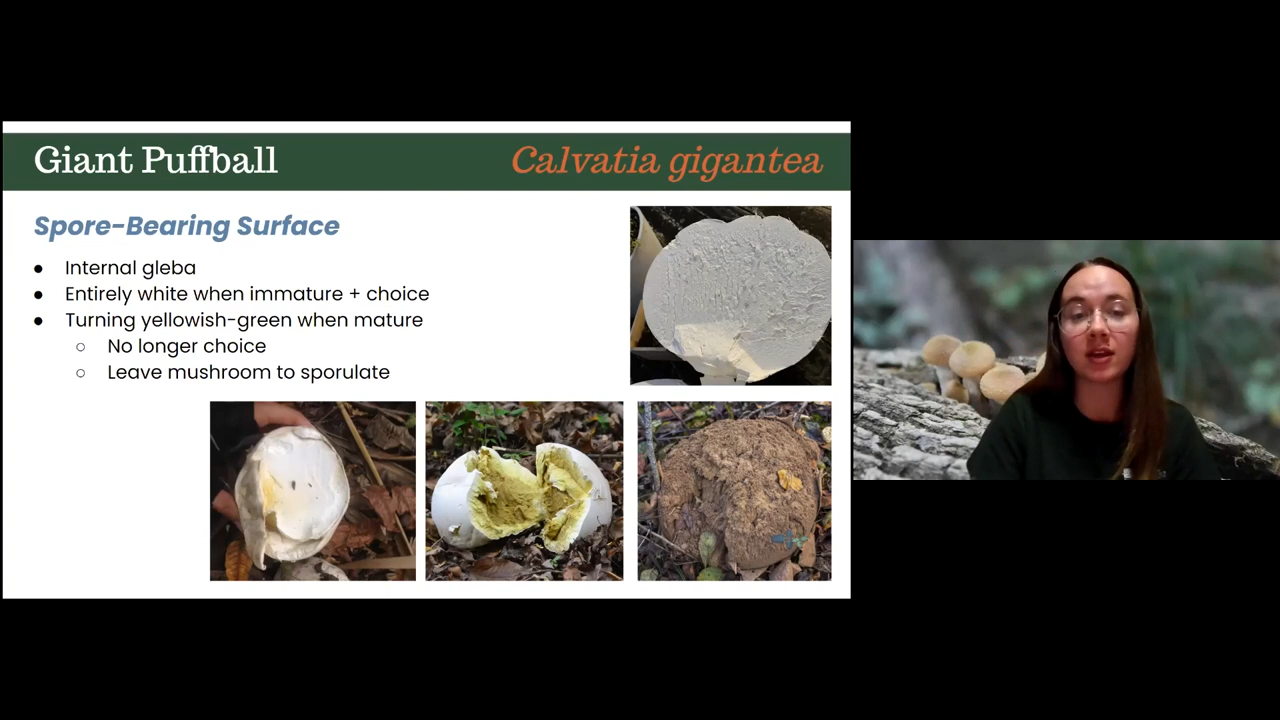 Giant Puffball
Calvatia gigantea
Spore-Bearing Surface
● Internal gleba
● Entirely white when immature + choice
● Turning yellowish-green when mature
○ No longer choice
○ Leave mushroom to sporulate